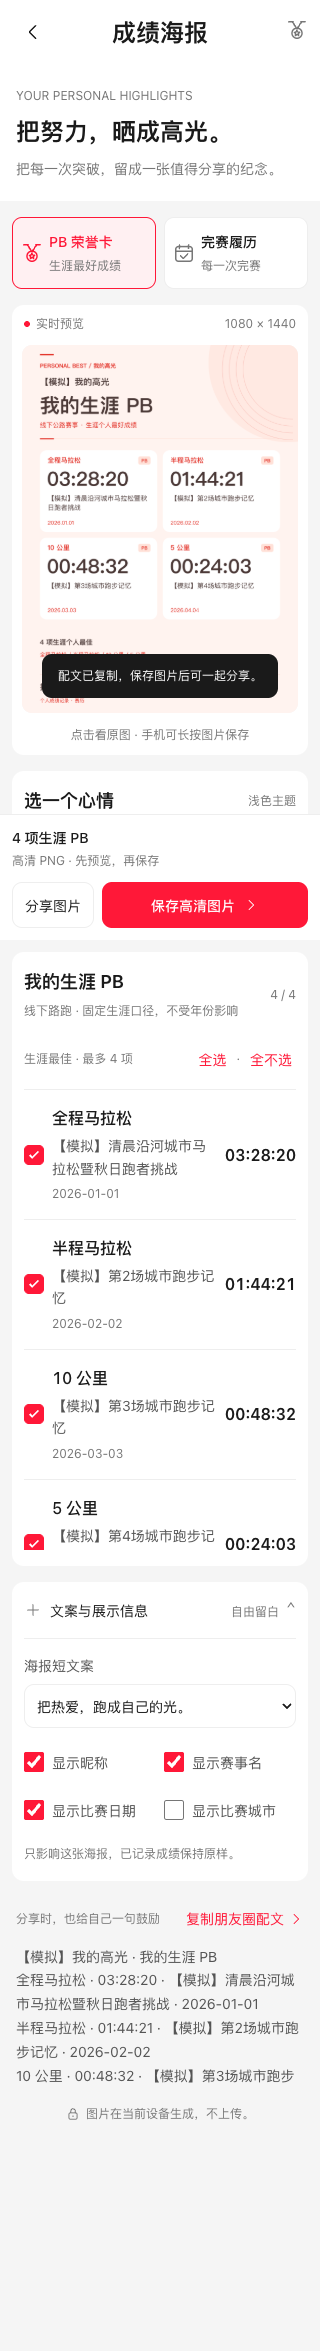 成绩海报
YOUR PERSONAL HIGHLIGHTS
把努力，晒成高光。
把每一次突破，留成一张值得分享的纪念。
PB 荣誉卡
生涯最好成绩
完赛履历
每一次完赛
实时预览
1080 × 1440
PERSONAL BEST / 我的高光
【模拟】我的高光
我的生涯 PB
线下公路赛事 · 生涯个人最好成绩
全程马拉松
PB
03:28:20
【模拟】清晨沿河城市马拉松暨秋
日跑者挑战
2026.01.01
半程马拉松
PB
01:44:21
【模拟】第2场城市跑步记忆
2026.02.02
10 公里
PB
00:48:32
【模拟】第3场城市跑步记忆
2026.03.03
5 公里
PB
00:24:03
【模拟】第4场城市跑步记忆
2026.04.04
4 项生涯个人最佳
配文已复制，保存图片后可一起分享。
点击看原图 · 手机可长按图片保存
选一个心情
浅色主题
4 项生涯 PB
高清 PNG · 先预览，再保存
分享图片
保存高清图片
我的生涯 PB
线下路跑 · 固定生涯口径，不受年份影响
4 / 4
生涯最佳 · 最多 4 项
全选 · 全不选
全程马拉松
【模拟】清晨沿河城市马
拉松暨秋日跑者挑战
2026-01-01
03:28:20
半程马拉松
【模拟】第2场城市跑步记
忆
2026-02-02
01:44:21
10 公里
【模拟】第3场城市跑步记
忆
2026-03-03
00:48:32
5 公里
【模拟】第4场城市跑步记
00:24:03
文案与展示信息
自由留白
海报短文案
把热爱，跑成自己的光。
显示昵称
显示赛事名
显示比赛日期
显示比赛城市
只影响这张海报，已记录成绩保持原样。
分享时，也给自己一句鼓励
复制朋友圈配文
【模拟】我的高光 · 我的生涯 PB
全程马拉松 · 03:28:20 · 【模拟】清晨沿河城
市马拉松暨秋日跑者挑战 · 2026-01-01
半程马拉松 · 01:44:21 · 【模拟】第2场城市跑
步记忆 · 2026-02-02
10 公里 · 00:48:32 · 【模拟】第3场城市跑步
图片在当前设备生成，不上传。